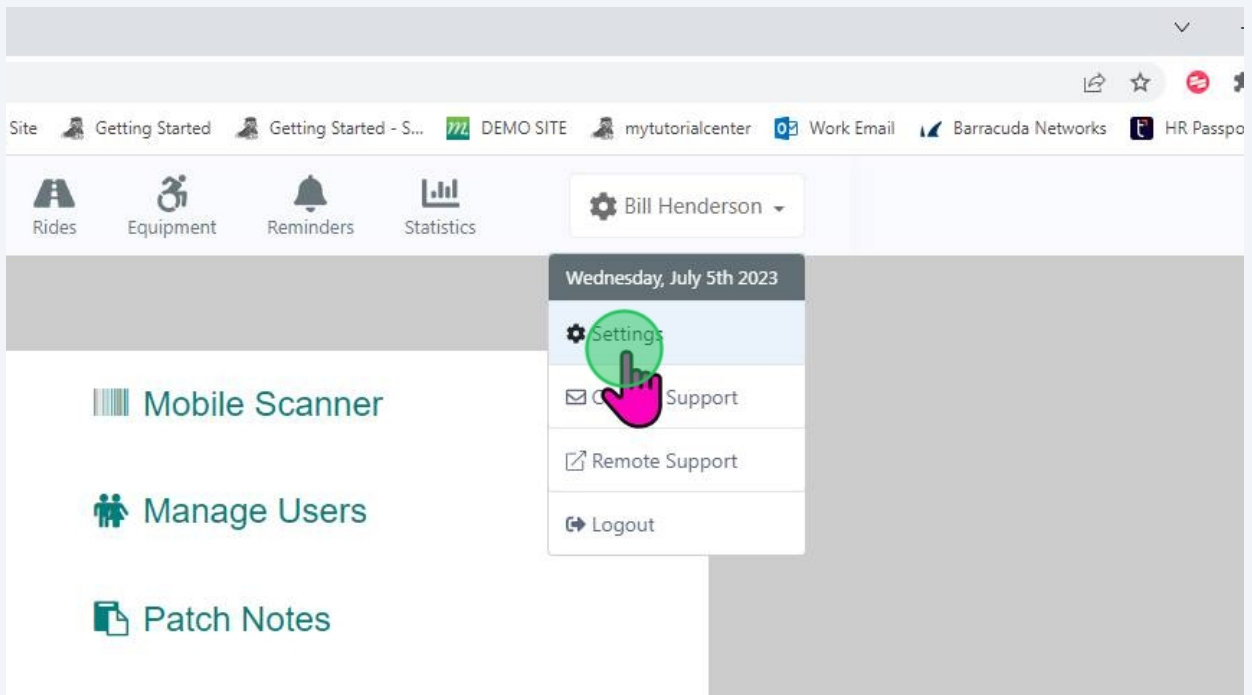 Site Getting Started Getting Started - S... DEMO SITE mytutorialcenter Work Email Barracuda Networks HR Passpo
Rides Equipment Reminders Statistics Bill Henderson
Wednesday, July 5th 2023
Settings
Support
Remote Support
Logout
Mobile Scanner
Manage Users
Patch Notes